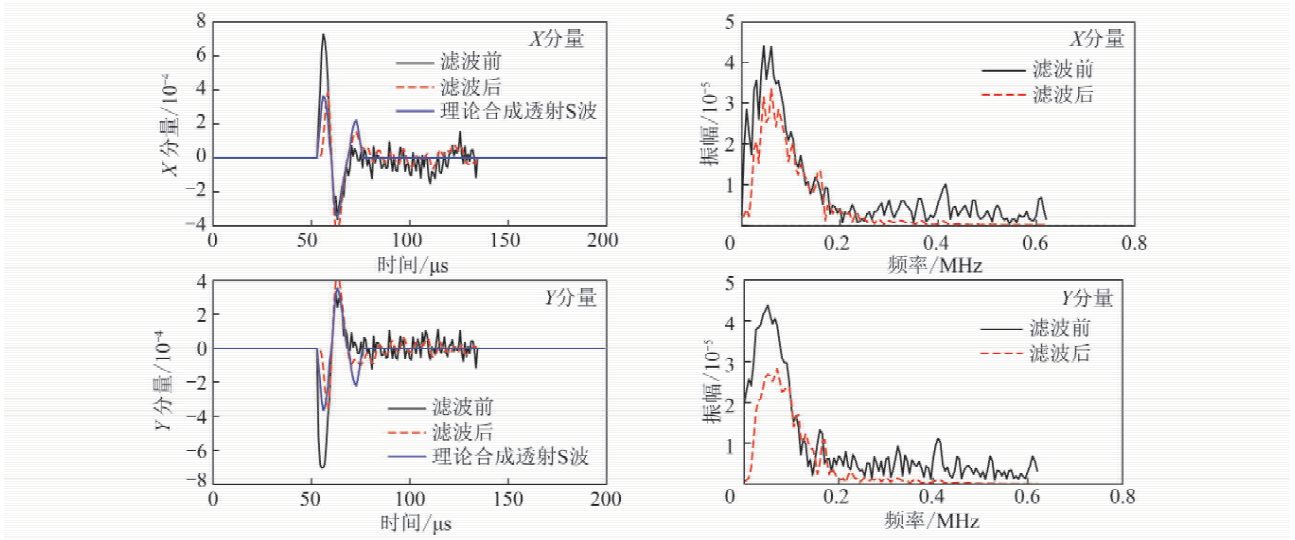 X分量
滤波前
滤波后
理论合成透射S波
X 分量/10⁻⁴
8
6
4
2
0
−2
−4
0
50
100
150
200
时间/μs
X分量
滤波前
滤波后
振幅/10⁻⁵
5
4
3
2
1
0
0.2
0.4
0.6
0.8
频率/MHz
Y分量
滤波前
滤波后
理论合成透射S波
Y 分量/10⁻⁴
4
2
0
−2
−4
−6
−8
0
50
100
150
200
时间/μs
Y分量
滤波前
滤波后
振幅/10⁻⁵
5
4
3
2
1
0
0.2
0.4
0.6
0.8
频率/MHz